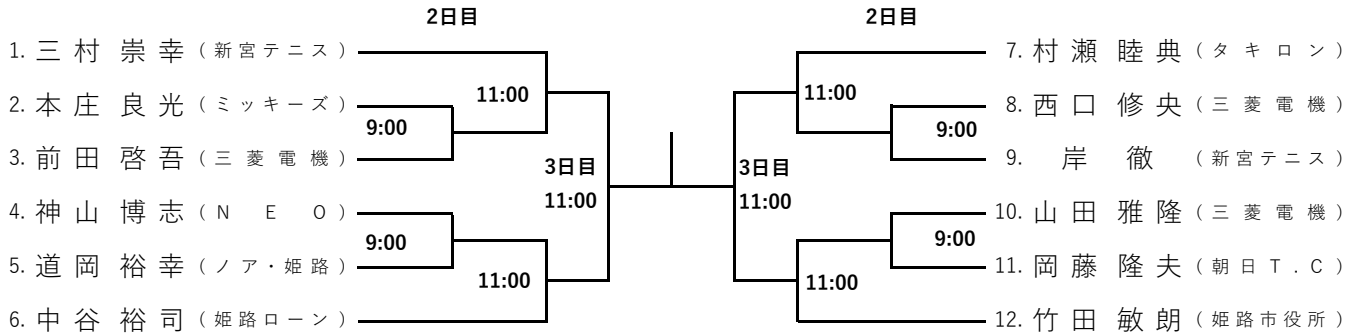 2日目
2日目
1. 三村 崇幸 (新宮テニス)
7. 村瀬 睦典 (タキロン)
11:00
11:00
2. 本庄 良光 (ミッキーズ)
8. 西口 修央 (三菱電機)
9:00
9:00
3. 前田 啓吾 (三菱電機)
9. 岸 徹 (新宮テニス)
3日目
11:00
3日目
11:00
4. 神山 博志 (NEO)
10. 山田 雅隆 (三菱電機)
9:00
9:00
5. 道岡 裕幸 (ノア・姫路)
11. 岡藤 隆夫 (朝日T.C)
11:00
11:00
6. 中谷 裕司 (姫路ローン)
12. 竹田 敏朗 (姫路市役所)